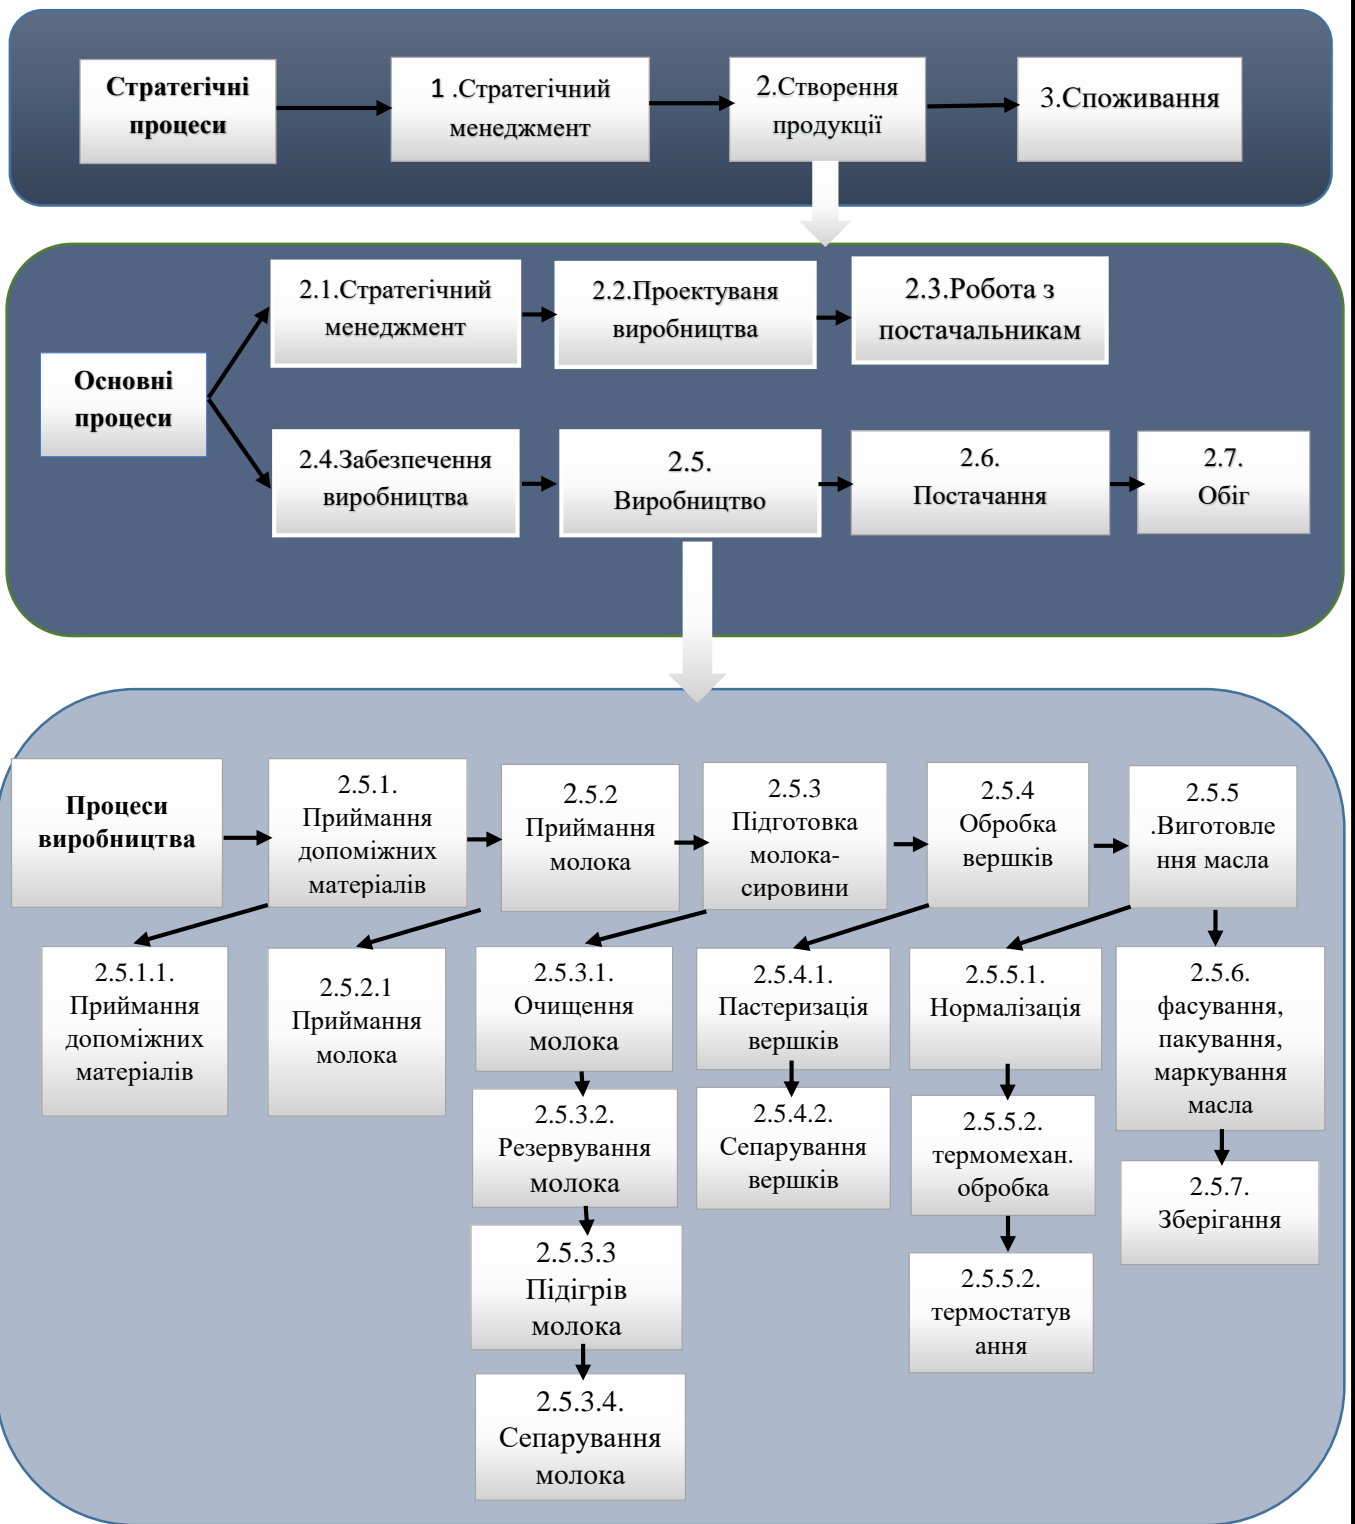 Стратегічні
процеси
1 .Стратегічний
менеджмент
2.Створення
продукції
3.Споживання
Основні
процеси
2.1.Стратегічний
менеджмент
2.2.Проектуваня
виробництва
2.3.Робота з
постачальникам
2.4.Забезпечення
виробництва
2.5.
Виробництво
2.6.
Постачання
2.7.
Обіг
Процеси
виробництва
2.5.1.
Приймання
допоміжних
матеріалів
2.5.2
Приймання
молока
2.5.3
Підготовка
молока-
сировини
2.5.4
Обробка
вершків
2.5.5
.Виготовле
ння масла
2.5.1.1.
Приймання
допоміжних
матеріалів
2.5.2.1
Приймання
молока
2.5.3.1.
Очищення
молока
2.5.3.2.
Резервування
молока
2.5.3.3
Підігрів
молока
2.5.3.4.
Сепарування
молока
2.5.4.1.
Пастеризація
вершків
2.5.4.2.
Сепарування
вершків
2.5.5.1.
Нормалізація
2.5.5.2.
термомехан.
обробка
2.5.5.2.
термостатув
ання
2.5.6.
фасування,
пакування,
маркування
масла
2.5.7.
Зберігання